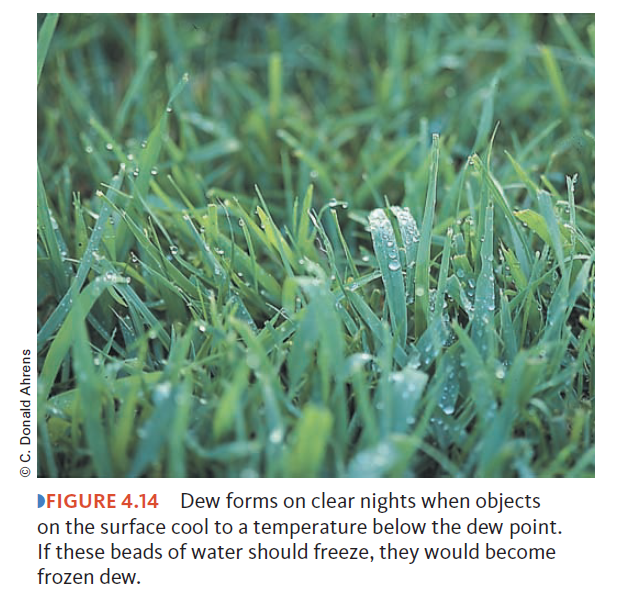 © C. Donald Ahrens
FIGURE 4.14 Dew forms on clear nights when objects
on the surface cool to a temperature below the dew point.
If these beads of water should freeze, they would become
frozen dew.